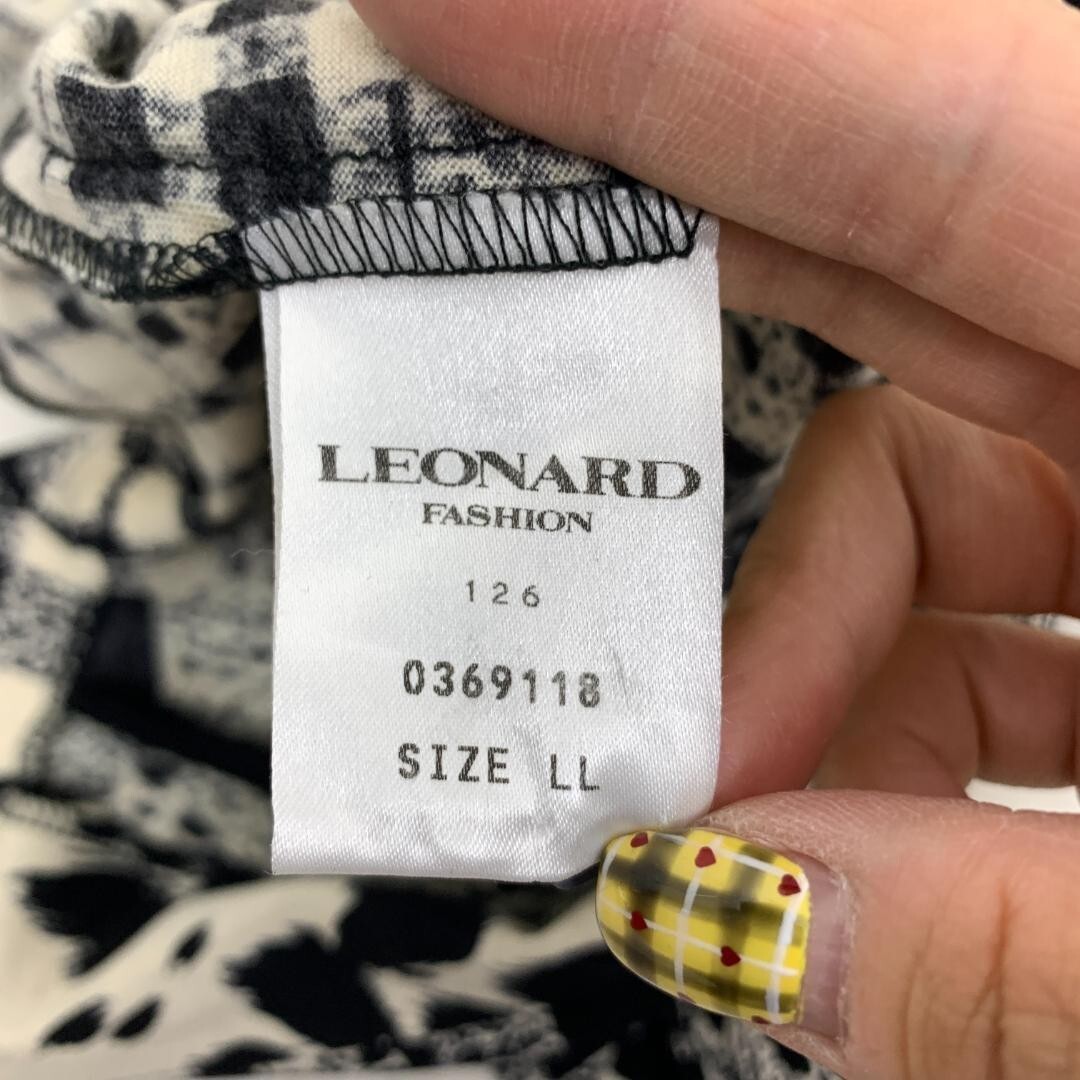 LEONARD
FASHION
126
0369118
SIZE LL